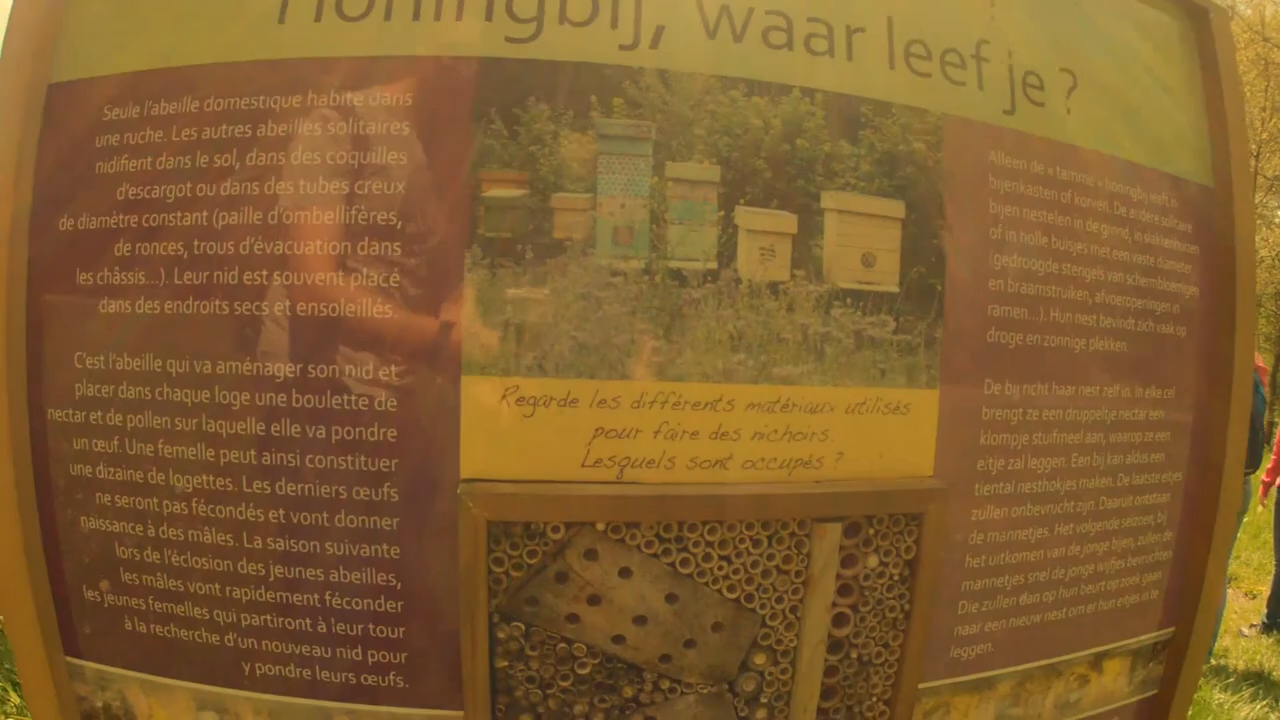 Honingbij, waar leef je ?
Seule l'abeille domestique habite dans
une ruche. Les autres abeilles solitaires
nidifient dans le sol, dans des coquilles
d'escargot ou dans des tubes creux
de diamètre constant (paille d'ombellifères,
de ronces, trous d'évacuation dans
les châssis...). Leur nid est souvent placé
dans des endroits secs et ensoleillés.
C'est l'abeille qui va aménager son nid et
placer dans chaque loge une boulette de
nectar et de pollen sur laquelle elle va pondre
un œuf. Une femelle peut ainsi constituer
une dizaine de logettes. Les derniers œufs
ne seront pas fécondés et vont donner
naissance à des mâles. La saison suivante
lors de l'éclosion des jeunes abeilles,
les mâles vont rapidement féconder
les jeunes femelles qui partiront à leur tour
à la recherche d'un nouveau nid pour
y pondre leurs œufs.
Regarde les différents matériaux utilisés
pour faire des nichoirs.
Lesquels sont occupés ?
Alleen de « tamme » honingbij leeft in
bijenkasten of korven. De andere solitaire
bijen nestelen in de grond, in slakkenhuizen
of in holle buisjes met een vaste diameter
(gedroogde stengels van schermbloemigen
en braamstruiken, afvoeropeningen in
ramen...). Hun nest bevindt zich vaak op
droge en zonnige plekken.
De bij richt haar nest zelf in. In elke cel
brengt ze een druppeltje nectar een
klompje stuifmeel aan, waarop ze een
eitje zal leggen. Een bij kan aldus een
tiental nesthokjes maken. De laatste eitjes
zullen onbevrucht zijn. Daaruit ontstaan
de mannetjes. Het volgende seizoen, bij
het uitkomen van de jonge bijen, zullen de
mannetjes snel de jonge wijfjes bevruchten
Die zullen dan op hun beurt op zoek gaan
naar een nieuw nest om er hun eitjes in te
leggen.